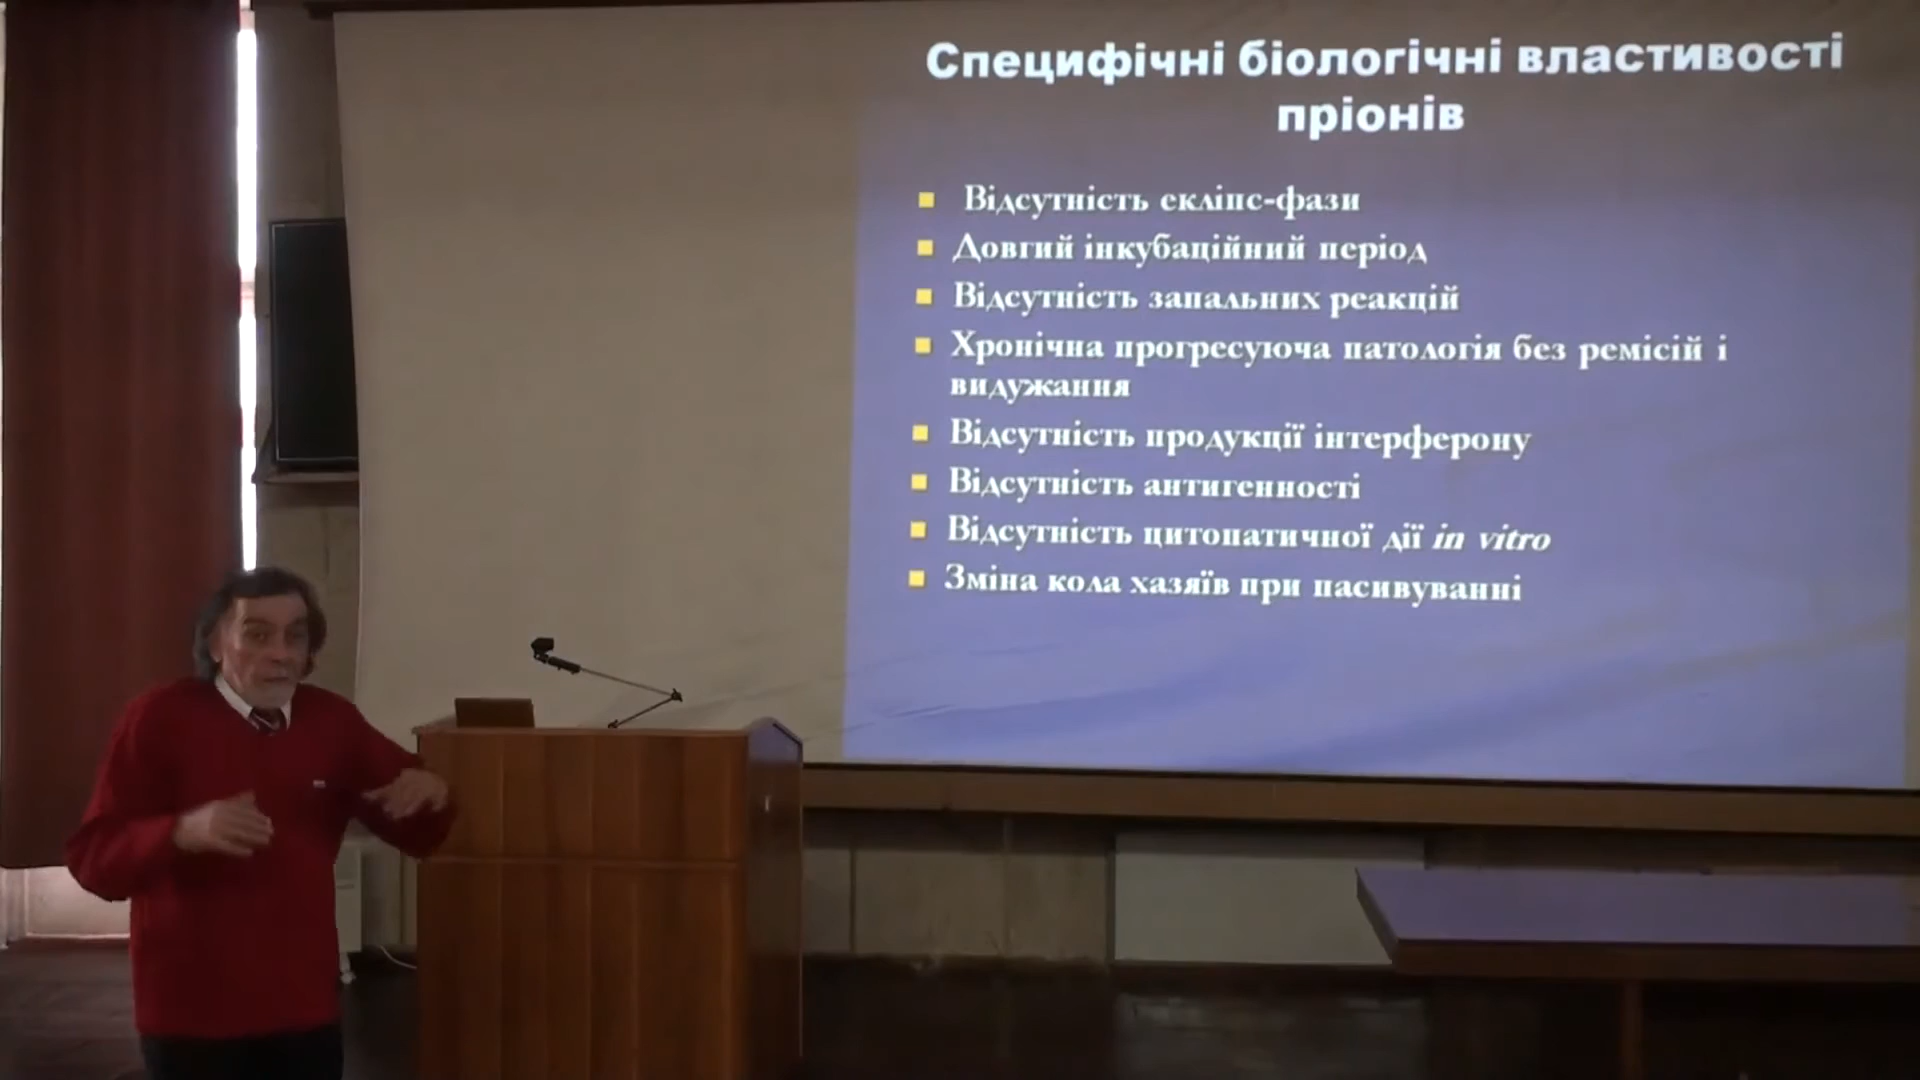 Специфічні біологічні властивості
пріонів
Відсутність екліпс-фази
Довгий інкубаційний період
Відсутність запальних реакцій
Хронічна прогресуюча патологія без ремісій і
видужання
Відсутність продукції інтерферону
Відсутність антигенності
Відсутність цитопатичної дії in vitro
Зміна кола хазяїв при пасивуванні